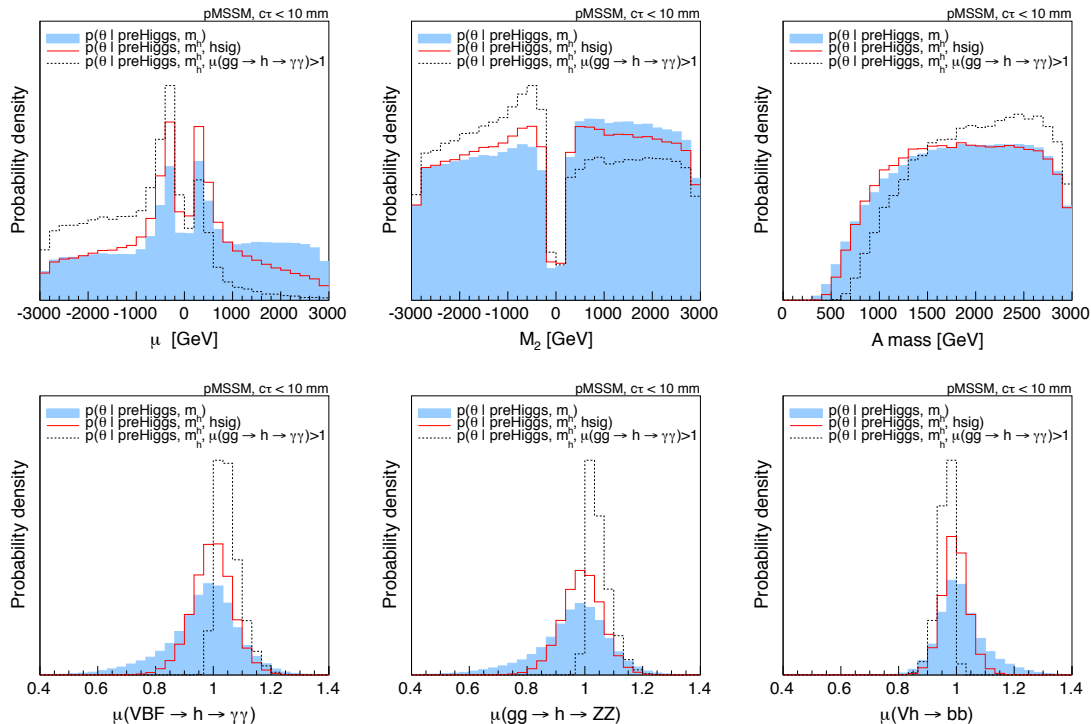 pMSSM, cτ < 10 mm
p(θ | preHiggs, m_h)
p(θ | preHiggs, m_h, hsig)
p(θ | preHiggs, m_h, μ(gg → h → γγ)>1
Probability density
-3000 -2000 -1000 0 1000 2000 3000
μ [GeV]
pMSSM, cτ < 10 mm
p(θ | preHiggs, m_h)
p(θ | preHiggs, m_h, hsig)
p(θ | preHiggs, m_h, μ(gg → h → γγ)>1
Probability density
-3000 -2000 -1000 0 1000 2000 3000
M₂ [GeV]
pMSSM, cτ < 10 mm
p(θ | preHiggs, m_h)
p(θ | preHiggs, m_h, hsig)
p(θ | preHiggs, m_h, μ(gg → h → γγ)>1
Probability density
0 500 1000 1500 2000 2500 3000
A mass [GeV]
pMSSM, cτ < 10 mm
p(θ | preHiggs, m_h)
p(θ | preHiggs, m_h, hsig)
p(θ | preHiggs, m_h, μ(gg → h → γγ)>1
Probability density
0.4 0.6 0.8 1 1.2 1.4
μ(VBF → h → γγ)
pMSSM, cτ < 10 mm
p(θ | preHiggs, m_h)
p(θ | preHiggs, m_h, hsig)
p(θ | preHiggs, m_h, μ(gg → h → γγ)>1
Probability density
0.4 0.6 0.8 1 1.2 1.4
μ(gg → h → ZZ)
pMSSM, cτ < 10 mm
p(θ | preHiggs, m_h)
p(θ | preHiggs, m_h, hsig)
p(θ | preHiggs, m_h, μ(gg → h → γγ)>1
Probability density
0.4 0.6 0.8 1 1.2 1.4
μ(Vh → bb)